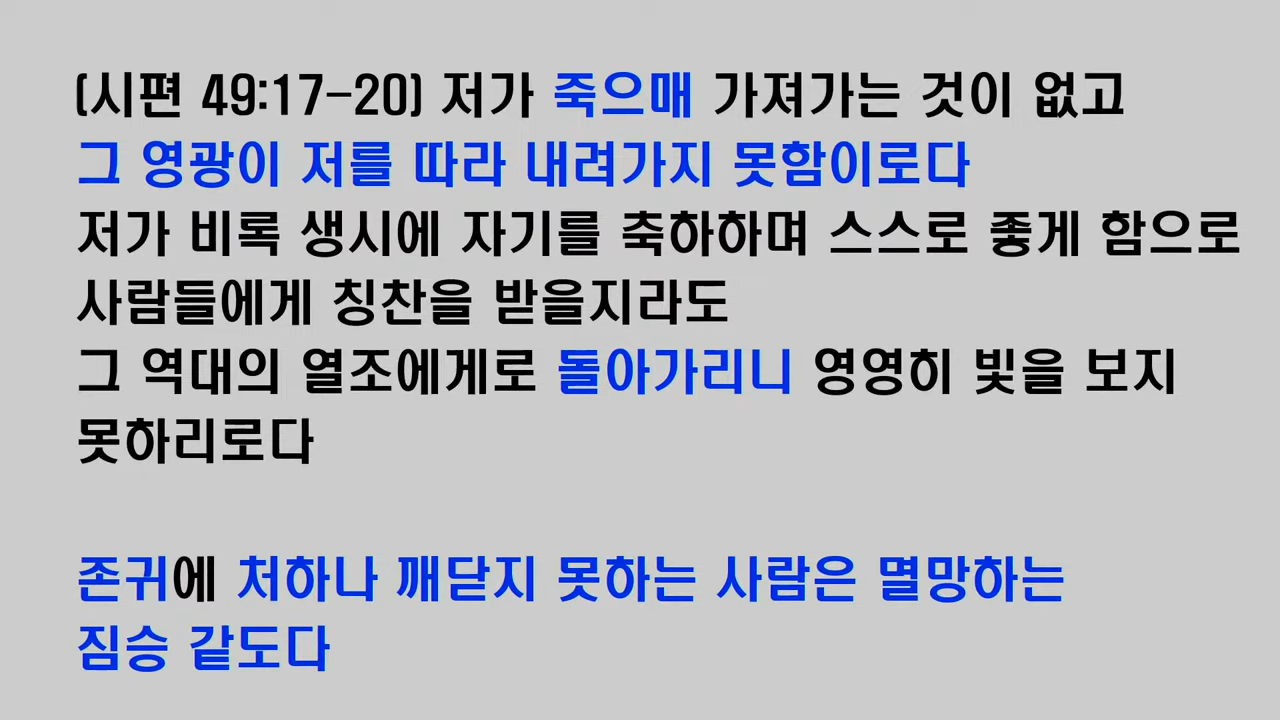 (시편 49:17-20) 저가 죽으매 가져가는 것이 없고
그 영광이 저를 따라 내려가지 못함이로다
저가 비록 생시에 자기를 축하하며 스스로 좋게 함으로
사람들에게 칭찬을 받을지라도
그 역대의 열조에게로 돌아가리니 영영히 빛을 보지
못하리로다
존귀에 처하나 깨닫지 못하는 사람은 멸망하는
짐승 같도다